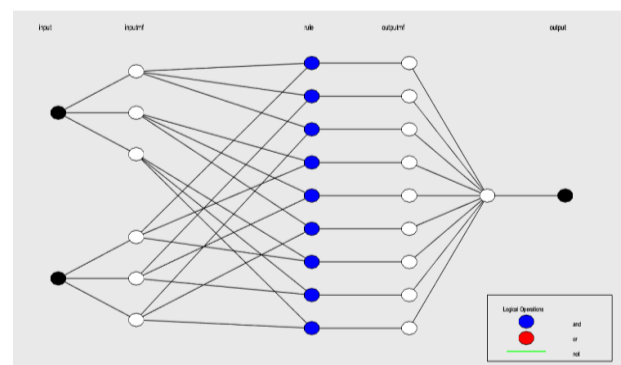 input inputmf rule outputmf output
Logical Operations
and
or
not